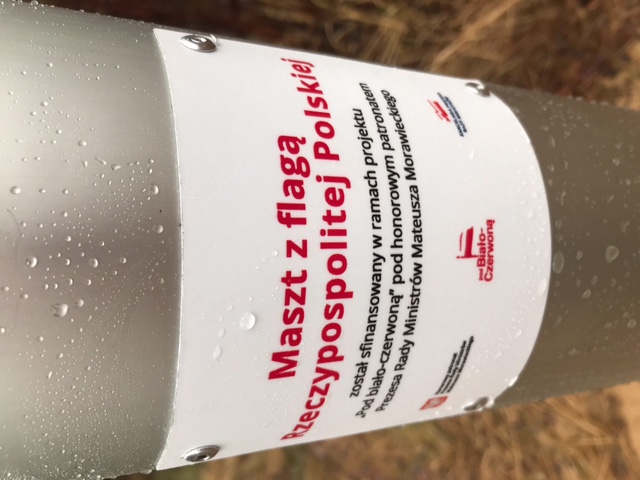 Maszt z flagą
Rzeczypospolitej Polskiej
został sfinansowany w ramach projektu
„Pod biało-czerwoną” pod honorowym patronatem
Prezesa Rady Ministrów Mateusza Morawieckiego
pod
Biało-
Czerwoną